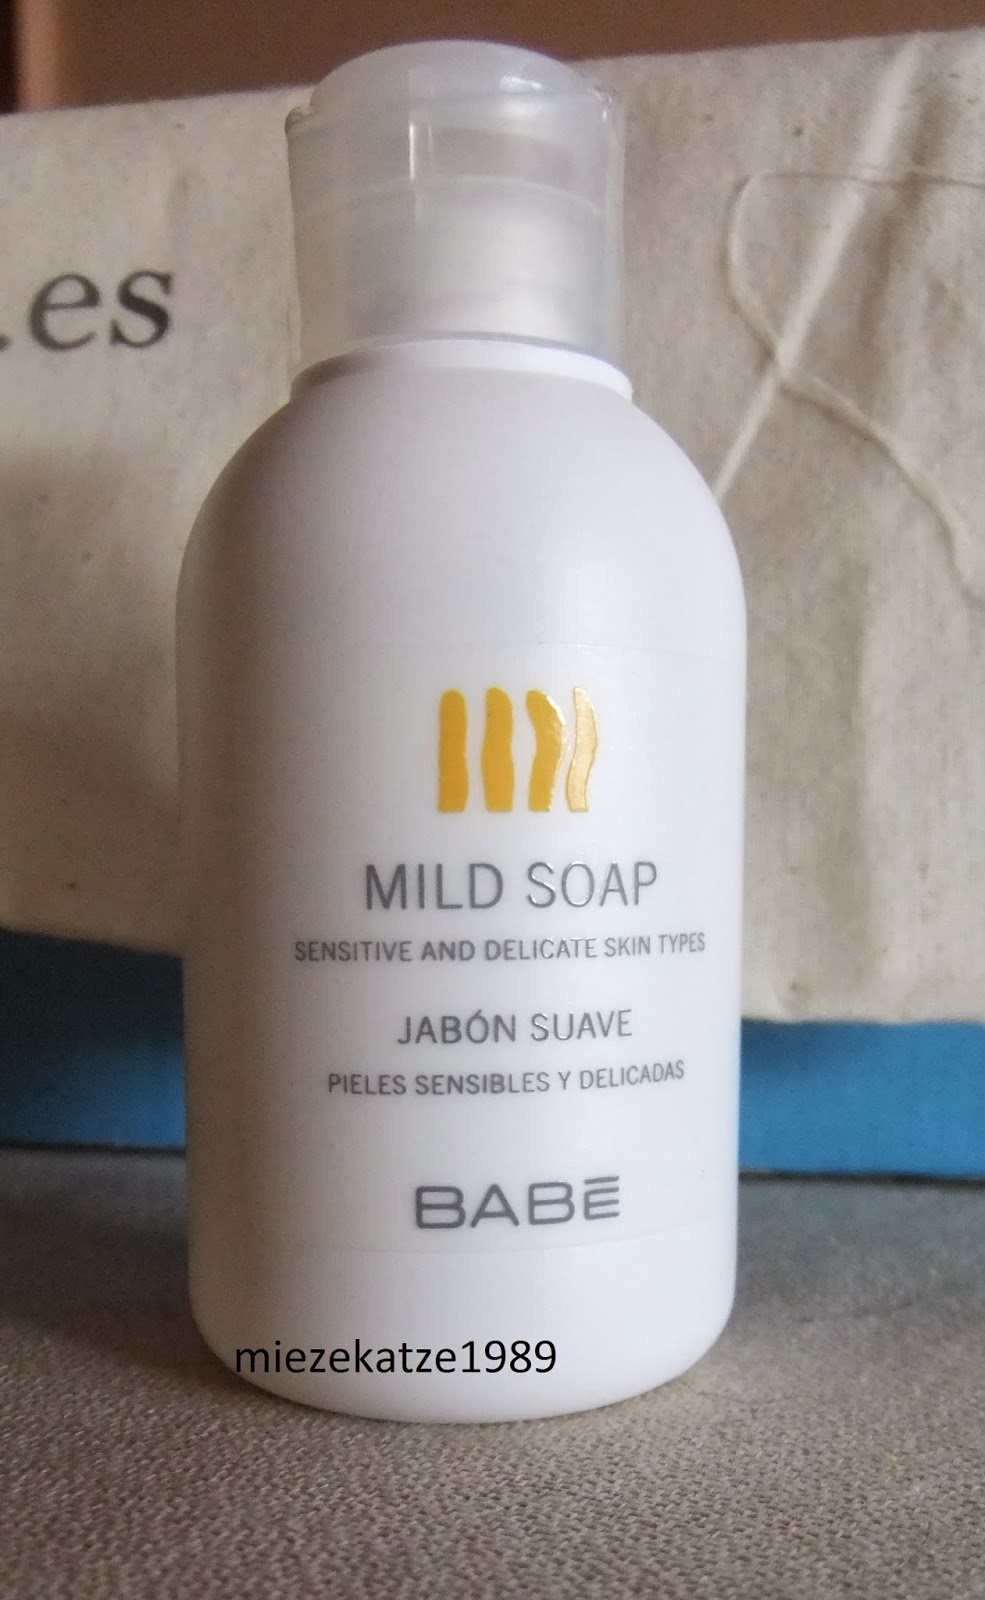 .es
MILD SOAP
SENSITIVE AND DELICATE SKIN TYPES
JABÓN SUAVE
PIELES SENSIBLES Y DELICADAS
BABĒ
miezekatze1989